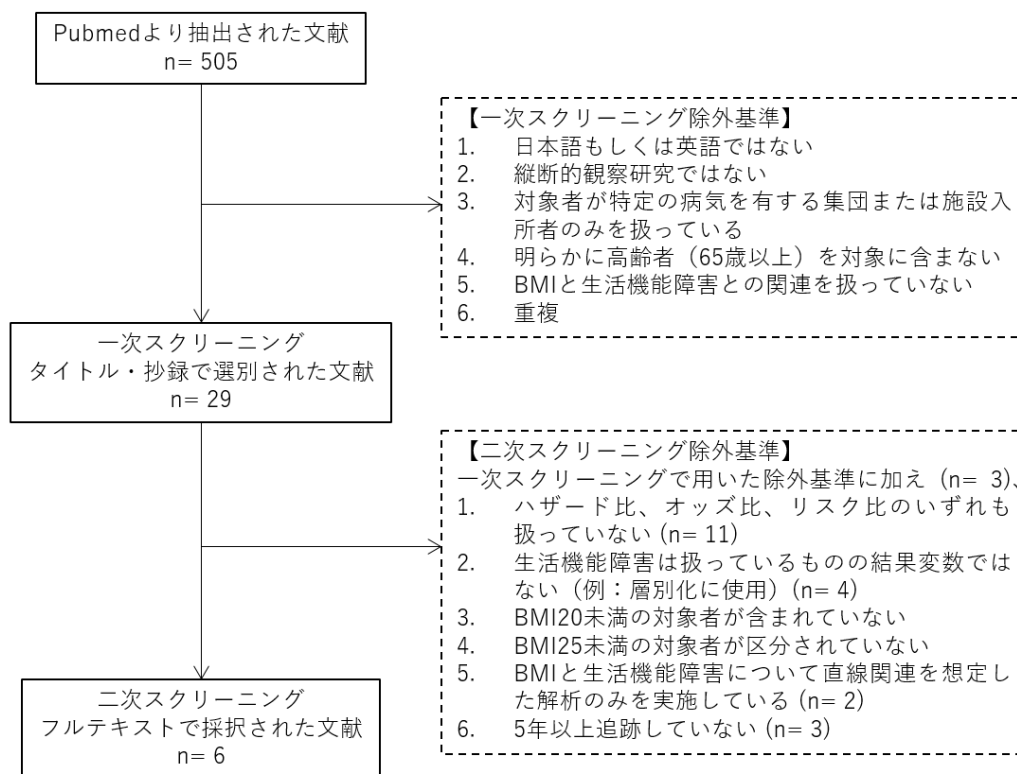 Pubmedより抽出された文献
n= 505
【一次スクリーニング除外基準】
1. 日本語もしくは英語ではない
2. 縦断的観察研究ではない
3. 対象者が特定の病気を有する集団または施設入
所者のみを扱っている
4. 明らかに高齢者（65歳以上）を対象に含まない
5. BMIと生活機能障害との関連を扱っていない
6. 重複
一次スクリーニング
タイトル・抄録で選別された文献
n= 29
【二次スクリーニング除外基準】
一次スクリーニングで用いた除外基準に加え (n= 3)、
1. ハザード比、オッズ比、リスク比のいずれも
扱っていない (n= 11)
2. 生活機能障害は扱っているものの結果変数では
ない（例：層別化に使用）(n= 4)
3. BMI20未満の対象者が含まれていない
4. BMI25未満の対象者が区分されていない
5. BMIと生活機能障害について直線関連を想定し
た解析のみを実施している (n= 2)
6. 5年以上追跡していない (n= 3)
二次スクリーニング
フルテキストで採択された文献
n= 6